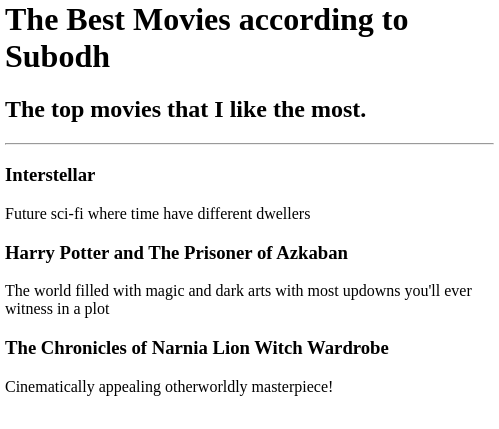 The Best Movies according to
Subodh
The top movies that I like the most.
Interstellar
Future sci-fi where time have different dwellers
Harry Potter and The Prisoner of Azkaban
The world filled with magic and dark arts with most updowns you'll ever
witness in a plot
The Chronicles of Narnia Lion Witch Wardrobe
Cinematically appealing otherworldly masterpiece!